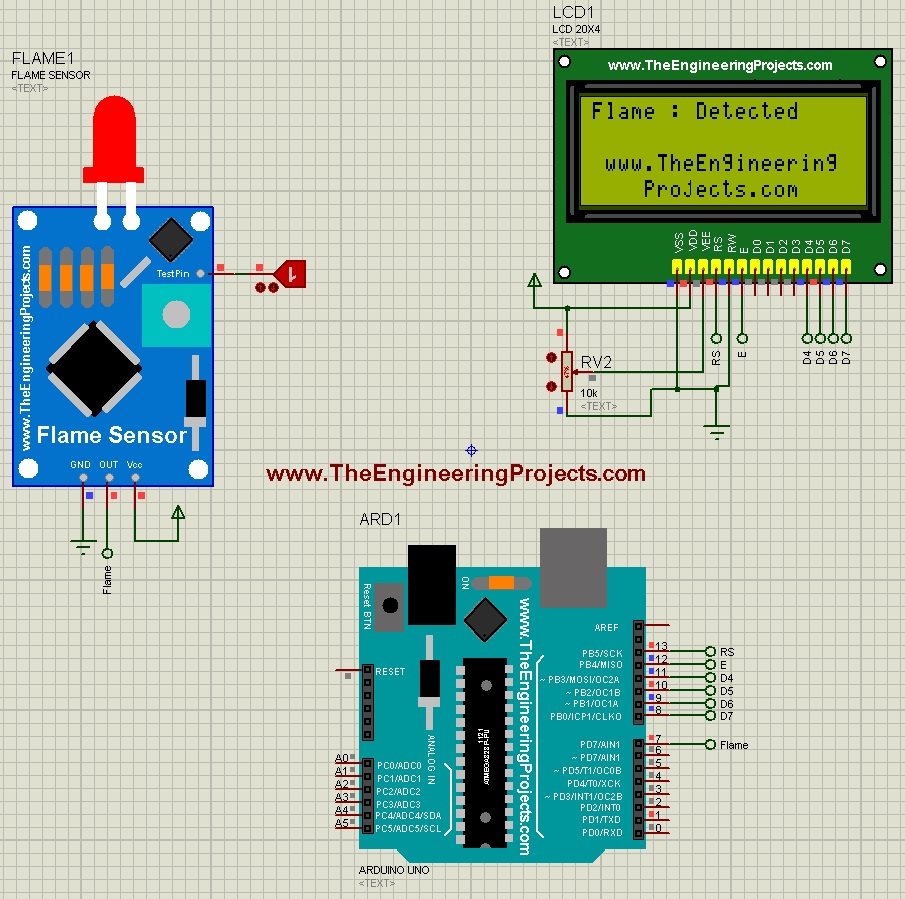 FLAME1
FLAME SENSOR
<TEXT>
www.TheEngineeringProjects.com
TestPin
1
Flame Sensor
GND OUT Vcc
Flame
LCD1
LCD 20X4
<TEXT>
www.TheEngineeringProjects.com
Flame : Detected
www.TheEngineering
Projects.com
VSS VDD VEE RS RW E D0 D1 D2 D3 D4 D5 D6 D7
RS E D4 D5 D6 D7
RV2
10k
<TEXT>
www.TheEngineeringProjects.com
ARD1
Reset BTN
ON
www.TheEngineeringProjects.com
RESET
ANALOG IN
1121
A0 PC0/ADC0
A1 PC1/ADC1
A2 PC2/ADC2
A3 PC3/ADC3
A4 PC4/ADC4/SDA
A5 PC5/ADC5/SCL
AREF
PB5/SCK 13 RS
PB4/MISO 12 E
~ PB3/MOSI/OC2A 11 D4
~ PB2/OC1B 10 D5
~ PB1/OC1A 9 D6
PB0/ICP1/CLKO 8 D7
PD7/AIN1 7 Flame
~ PD7/AIN1 6
~ PD5/T1/OC0B 5
PD4/T0/XCK 4
~ PD3/INT1/OC2B 3
PD2/INT0 2
PD1/TXD 1
PD0/RXD 0
ARDUINO UNO
<TEXT>